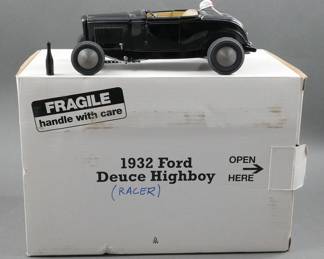 FRAGILE
handle with care
1932 Ford
Deuce Highboy
(RACER)
OPEN
HERE